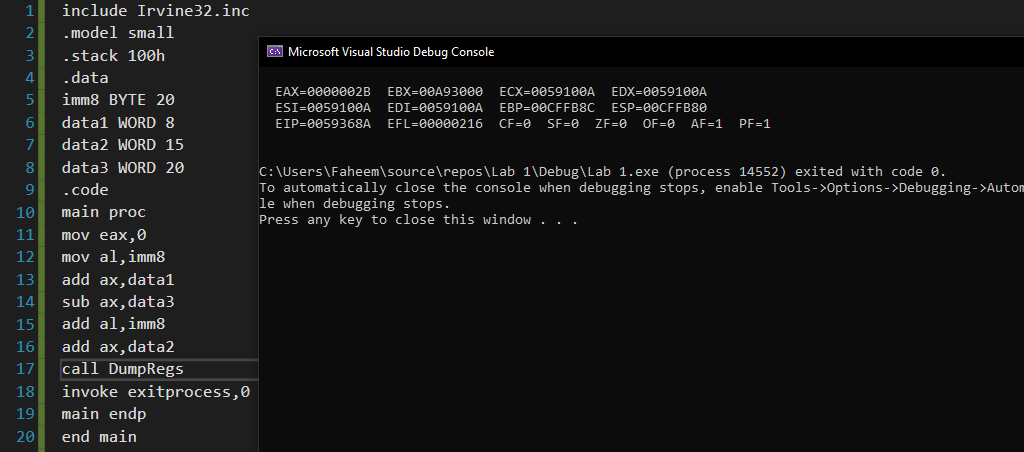 1 include Irvine32.inc
2 .model small
3 .stack 100h
4 .data
5 imm8 BYTE 20
6 data1 WORD 8
7 data2 WORD 15
8 data3 WORD 20
9 .code
10 main proc
11 mov eax,0
12 mov al,imm8
13 add ax,data1
14 sub ax,data3
15 add al,imm8
16 add ax,data2
17 call DumpRegs
18 invoke exitprocess,0
19 main endp
20 end main
Microsoft Visual Studio Debug Console
EAX=0000002B EBX=00A93000 ECX=0059100A EDX=0059100A
ESI=0059100A EDI=0059100A EBP=00CFFB8C ESP=00CFFB80
EIP=0059368A EFL=00000216 CF=0 SF=0 ZF=0 OF=0 AF=1 PF=1
C:\Users\Faheem\source\repos\Lab 1\Debug\Lab 1.exe (process 14552) exited with code 0.
To automatically close the console when debugging stops, enable Tools->Options->Debugging->Autom
le when debugging stops.
Press any key to close this window . . .